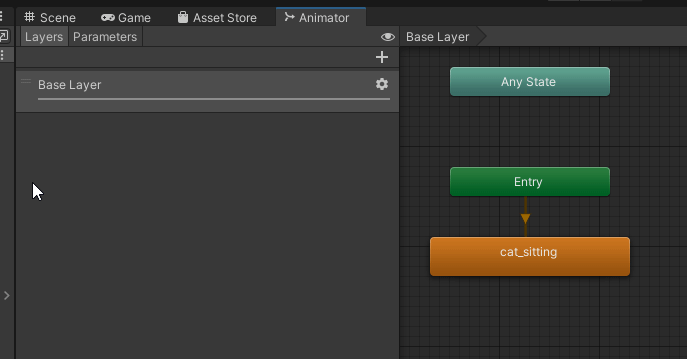 Scene Game Asset Store Animator
Layers Parameters Base Layer
Base Layer
Any State
Entry
cat_sitting